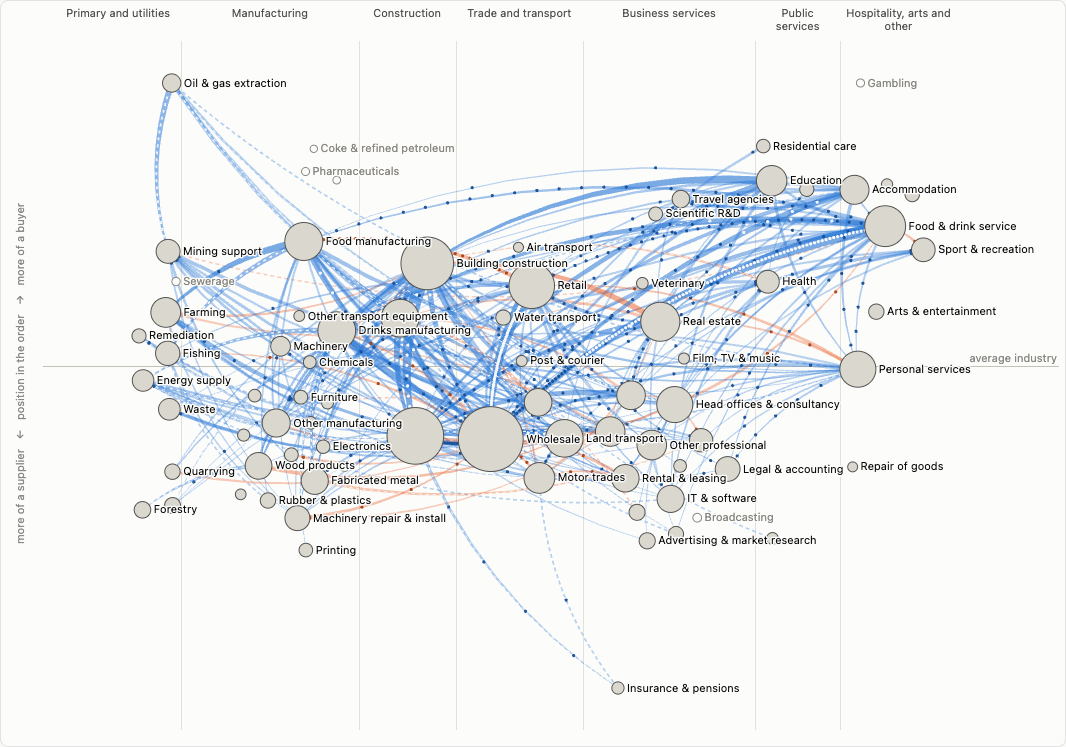 Primary and utilities
Manufacturing
Construction
Trade and transport
Business services
Public
services
Hospitality, arts and
other
Oil & gas extraction
Gambling
Coke & refined petroleum
Residential care
Pharmaceuticals
Education
Accommodation
Travel agencies
Scientific R&D
Food & drink service
Food manufacturing
Air transport
Sport & recreation
Mining support
Building construction
Sewerage
Retail
Veterinary
Health
Farming
Other transport equipment
Water transport
Real estate
Arts & entertainment
Remediation
Drinks manufacturing
Machinery
Fishing
Chemicals
Post & courier
Film, TV & music
average industry
Personal services
Energy supply
Furniture
Waste
Head offices & consultancy
Other manufacturing
Electronics
Wholesale
Land transport
Other professional
Wood products
Quarrying
Fabricated metal
Motor trades
Rental & leasing
Legal & accounting
Repair of goods
Rubber & plastics
IT & software
Forestry
Machinery repair & install
Broadcasting
Advertising & market research
Printing
Insurance & pensions
more of a supplier ← position in the order → more of a buyer